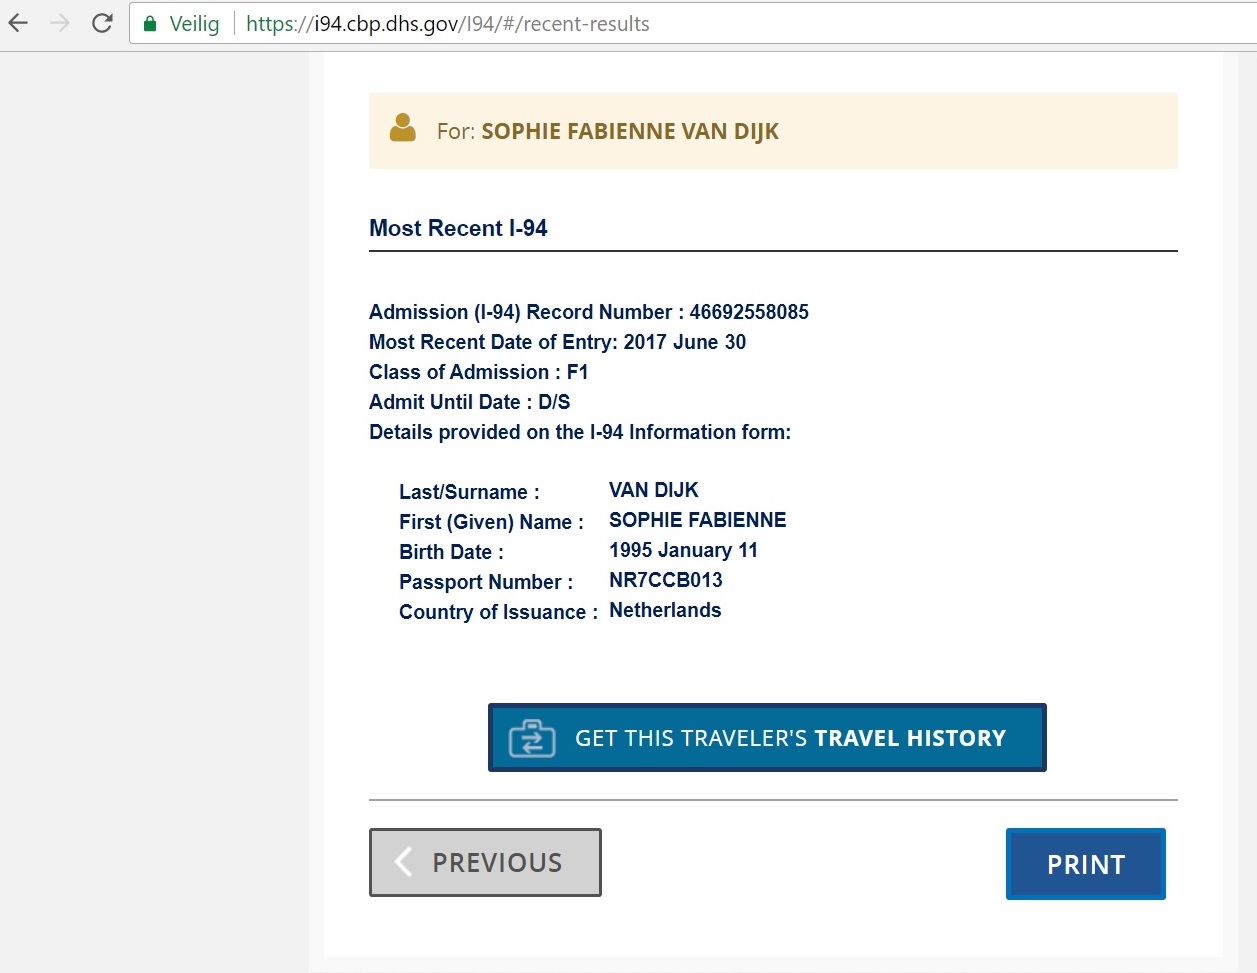 Veilig https://i94.cbp.dhs.gov/I94/#/recent-results
For: SOPHIE FABIENNE VAN DIJK
Most Recent I-94
Admission (I-94) Record Number : 46692558085
Most Recent Date of Entry: 2017 June 30
Class of Admission : F1
Admit Until Date : D/S
Details provided on the I-94 Information form:
Last/Surname : VAN DIJK
First (Given) Name : SOPHIE FABIENNE
Birth Date : 1995 January 11
Passport Number : NR7CCB013
Country of Issuance : Netherlands
GET THIS TRAVELER'S TRAVEL HISTORY
PREVIOUS PRINT